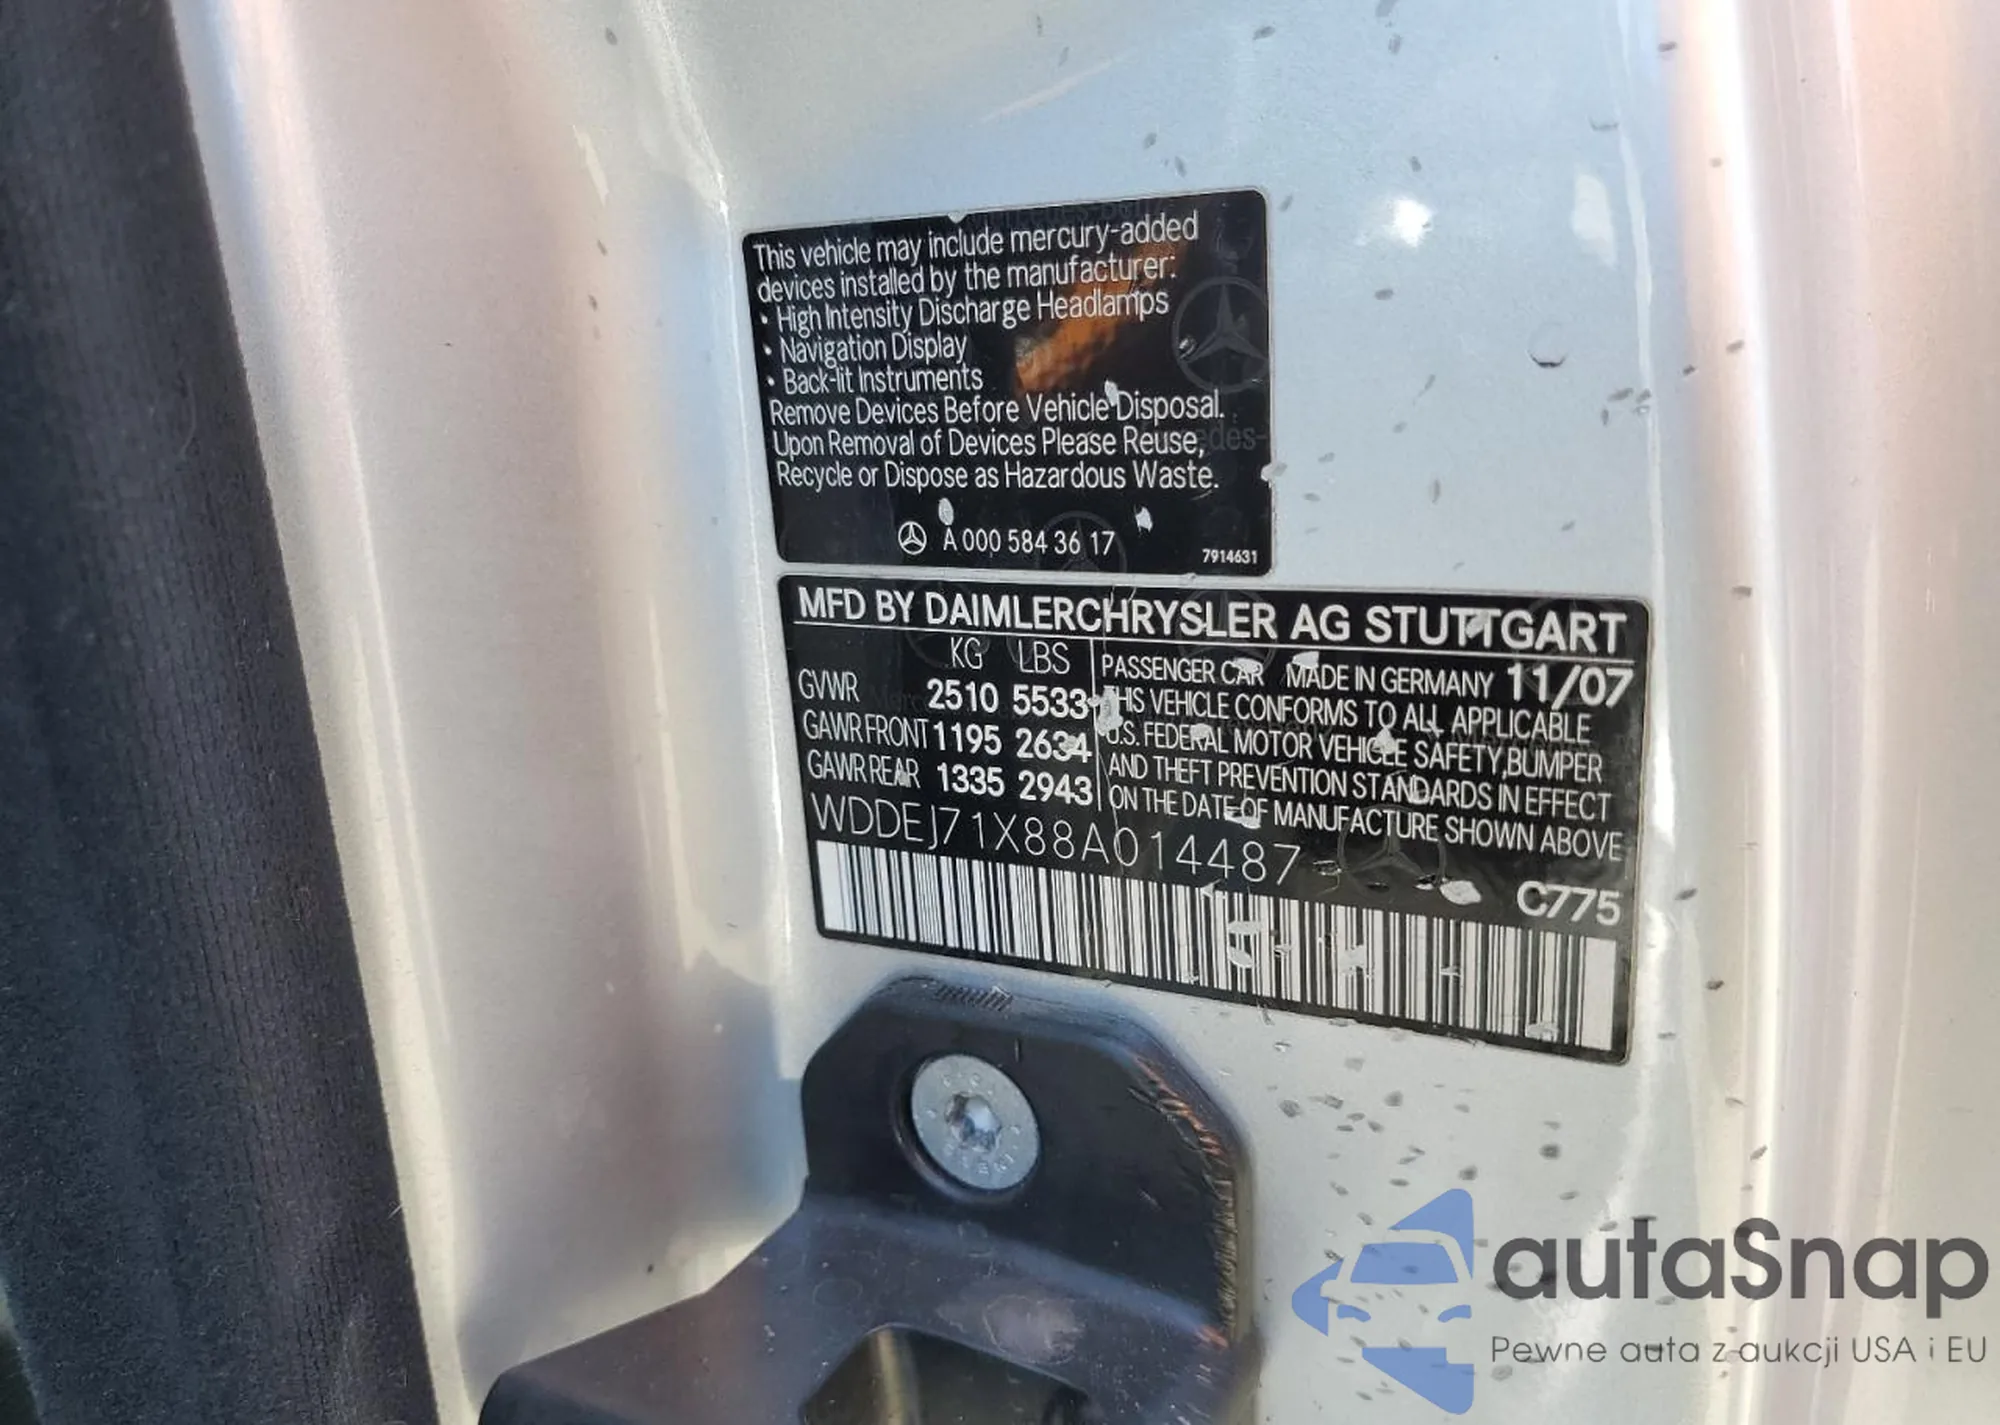 This vehicle may include mercury-added
devices installed by the manufacturer:
· High Intensity Discharge Headlamps
· Navigation Display
· Back-lit Instruments
Remove Devices Before Vehicle Disposal.
Upon Removal of Devices Please Reuse,
Recycle or Dispose as Hazardous Waste.
A 000 584 36 17
7914631
MFD BY DAIMLERCHRYSLER AG STUTTGART
KG LBS
GVWR 2510 5533
GAWR FRONT 1195 2634
GAWR REAR 1335 2943
PASSENGER CAR MADE IN GERMANY 11/07
THIS VEHICLE CONFORMS TO ALL APPLICABLE
U.S. FEDERAL MOTOR VEHICLE SAFETY, BUMPER
AND THEFT PREVENTION STANDARDS IN EFFECT
ON THE DATE OF MANUFACTURE SHOWN ABOVE
WDDEJ71X88A014487
C775
autaSnap
Pewne auta z aukcji USA i EU